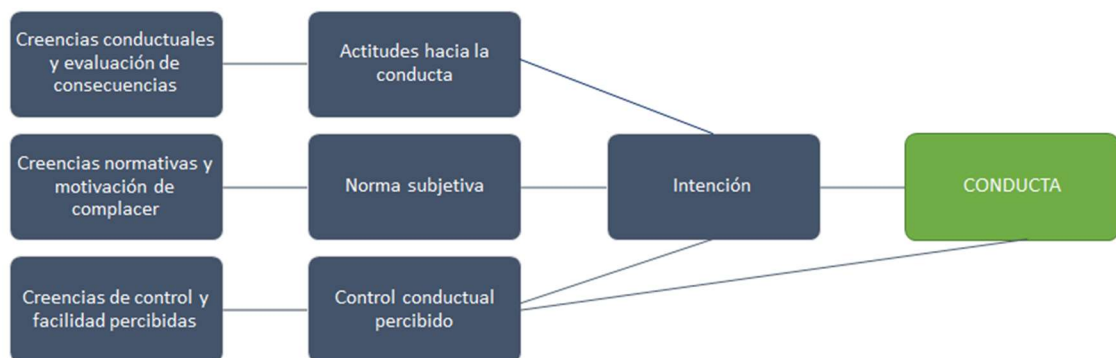 Creencias conductuales
y evaluación de
consecuencias
Actitudes hacia la
conducta
Creencias normativas y
motivación de
complacer
Norma subjetiva
Intención
CONDUCTA
Creencias de control y
facilidad percibidas
Control conductual
percibido